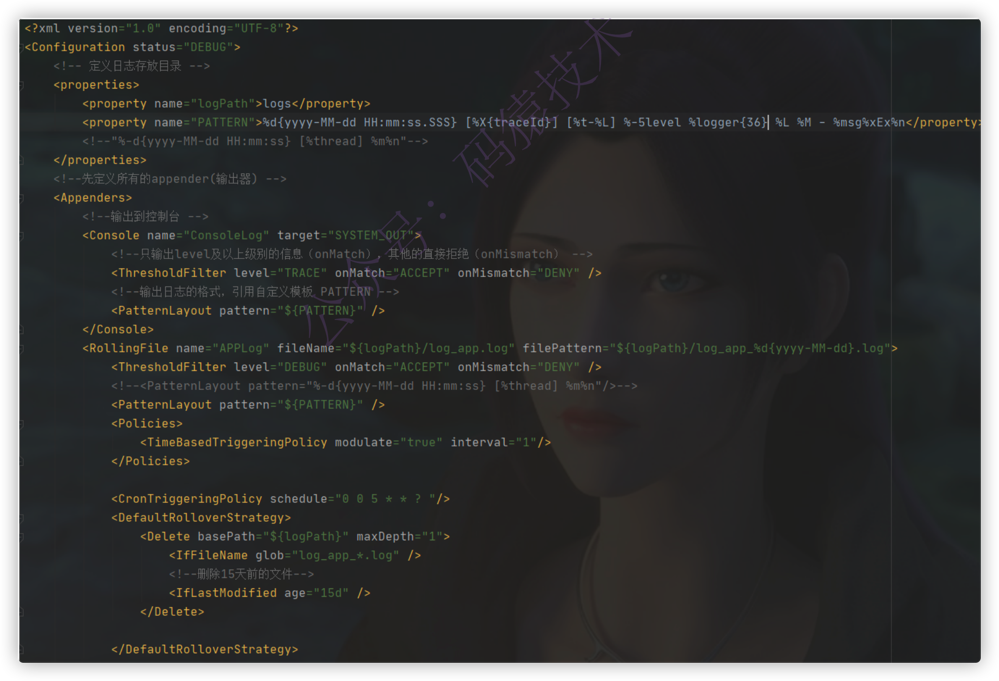 <?xml version="1.0" encoding="UTF-8"?>
<Configuration status="DEBUG">
<!-- 定义日志存放目录 -->
<properties>
<property name="logPath">logs</property>
<property name="PATTERN">%d{yyyy-MM-dd HH:mm:ss.SSS} [%X{traceId}] [%t-%L] %-5level %logger{36} %L %M - %msg%xEx%n</property>
<!--"%-d{yyyy-MM-dd HH:mm:ss} [%thread] %m%n"-->
</properties>
<!--先定义所有的appender(输出器) -->
<Appenders>
<!--输出到控制台 -->
<Console name="ConsoleLog" target="SYSTEM_OUT">
<!--只输出level及以上级别的信息（onMatch），其他的直接拒绝（onMismatch） -->
<ThresholdFilter level="TRACE" onMatch="ACCEPT" onMismatch="DENY" />
<!--输出日志的格式，引用自定义模板 PATTERN -->
<PatternLayout pattern="${PATTERN}" />
</Console>
<RollingFile name="APPLog" fileName="${logPath}/log_app.log" filePattern="${logPath}/log_app_%d{yyyy-MM-dd}.log">
<ThresholdFilter level="DEBUG" onMatch="ACCEPT" onMismatch="DENY" />
<!--<PatternLayout pattern="%-d{yyyy-MM-dd HH:mm:ss} [%thread] %m%n"/>-->
<PatternLayout pattern="${PATTERN}" />
<Policies>
<TimeBasedTriggeringPolicy modulate="true" interval="1"/>
</Policies>
<CronTriggeringPolicy schedule="0 0 5 * * ? "/>
<DefaultRolloverStrategy>
<Delete basePath="${logPath}" maxDepth="1">
<IfFileName glob="log_app_*.log" />
<!--删除15天前的文件-->
<IfLastModified age="15d" />
</Delete>
</DefaultRolloverStrategy>
公众号：码猿技术